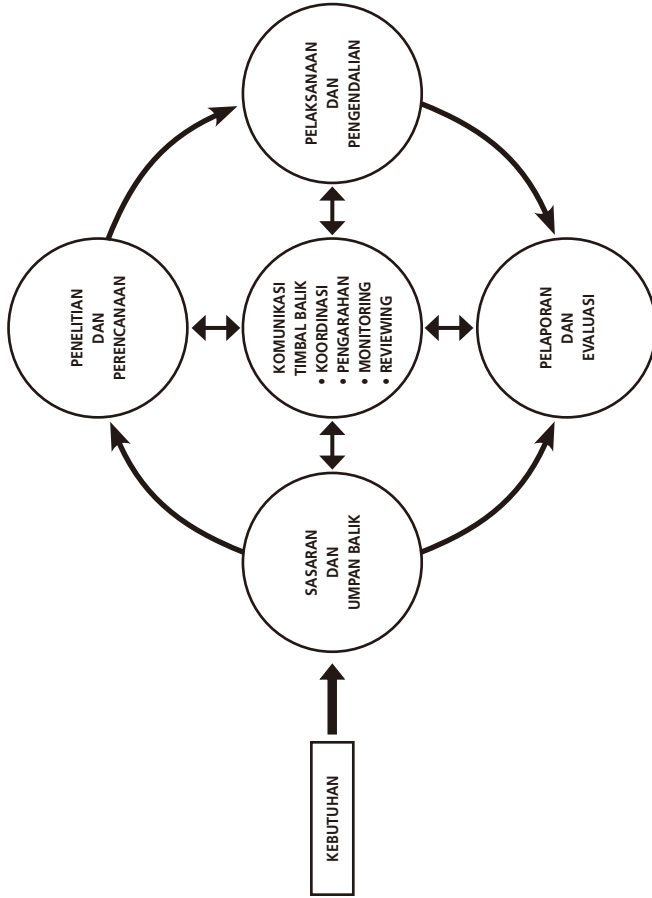 KEBUTUHAN
SASARAN
DAN
UMPAN BALIK
PENELITIAN
DAN
PERENCANAAN
KOMUNIKASI
TIMBAL BALIK
• KOORDINASI
• PENGARAHAN
• MONITORING
• REVIEWING
PELAKSANAAN
DAN
PENGENDALIAN
PELAPORAN
DAN
EVALUASI